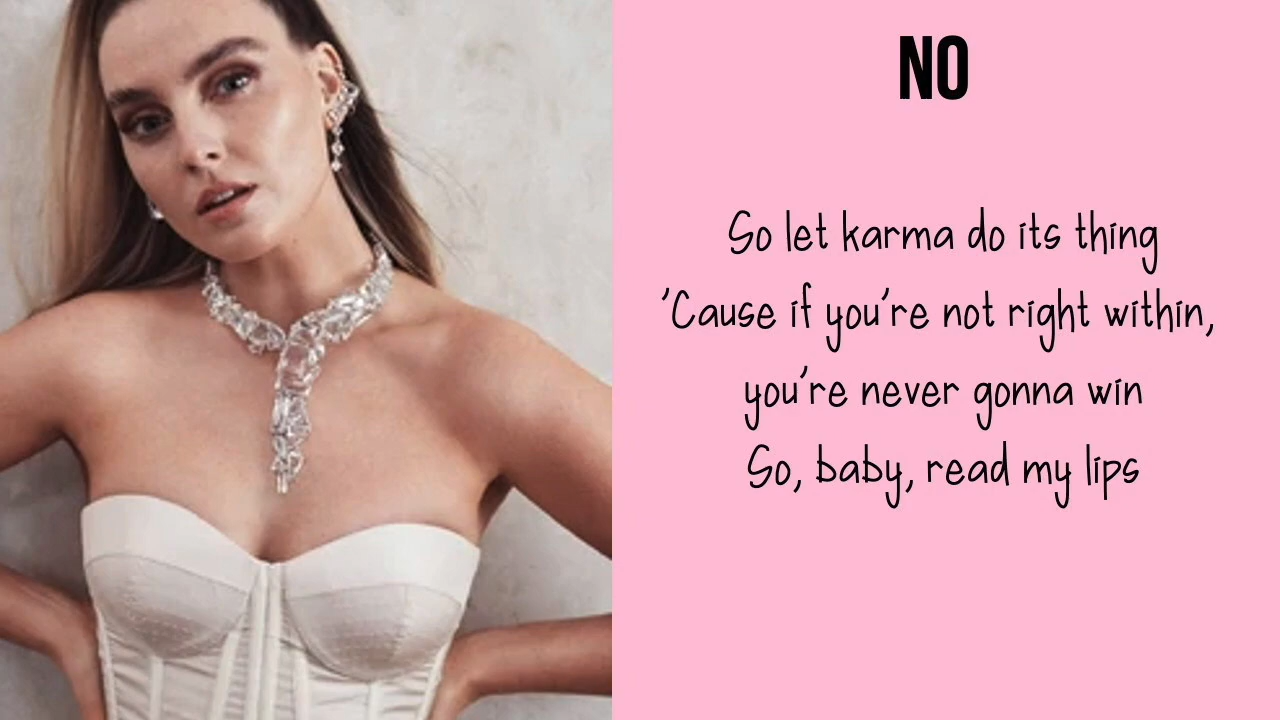 NO
So let karma do its thing
'Cause if you're not right within,
you're never gonna win
So, baby, read my lips